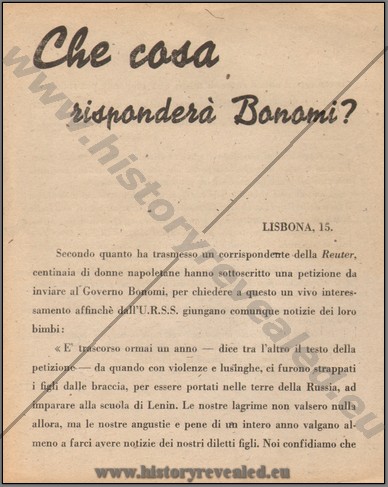 Che cosa
risponderà Bonomi?
LISBONA, 15.
Secondo quanto ha trasmesso un corrispondente della Reuter,
centinaia di donne napoletane hanno sottoscritto una petizione da
inviare al Governo Bonomi, per chiedere a questo un vivo interes-
samento affinchè dall'U.R.S.S. giungano comunque notizie dei loro
bimbi:
« E' trascorso ormai un anno — dice tra l'altro il testo della
petizione — da quando con violenze e lusinghe, ci furono strappati
i figli dalle braccia, per essere portati nelle terre della Russia, ad
imparare alla scuola di Lenin. Le nostre lagrime non valsero nulla
allora, ma le nostre angustie e pene di un intero anno valgano al-
meno a farci avere notizie dei nostri diletti figli. Noi confidiamo che
www.historyrevealed.eu
www.historyrevealed.eu